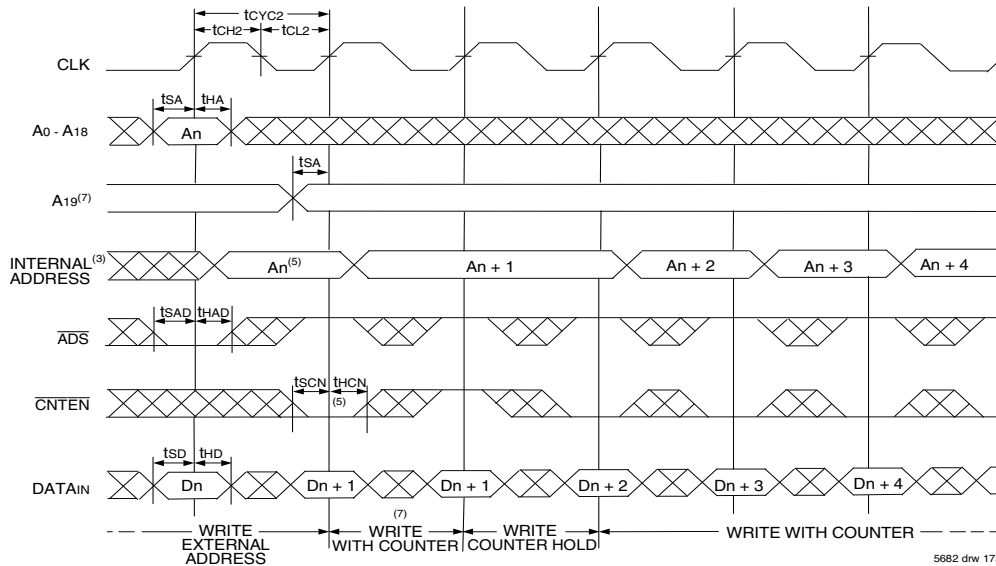 tCYC2
tCH2 tCL2
CLK
tSA tHA
A0 - A18 An
tSA
A19(7)
INTERNAL(3) ADDRESS An(5) An + 1 An + 2 An + 3 An + 4
tSAD tHAD
ADS
tSCN tHCN
CNTEN (5)
tSD tHD
DATAIN Dn Dn + 1 Dn + 1 Dn + 2 Dn + 3 Dn + 4
(7)
WRITE EXTERNAL ADDRESS
WRITE WITH COUNTER
WRITE COUNTER HOLD
WRITE WITH COUNTER
5682 drw 17